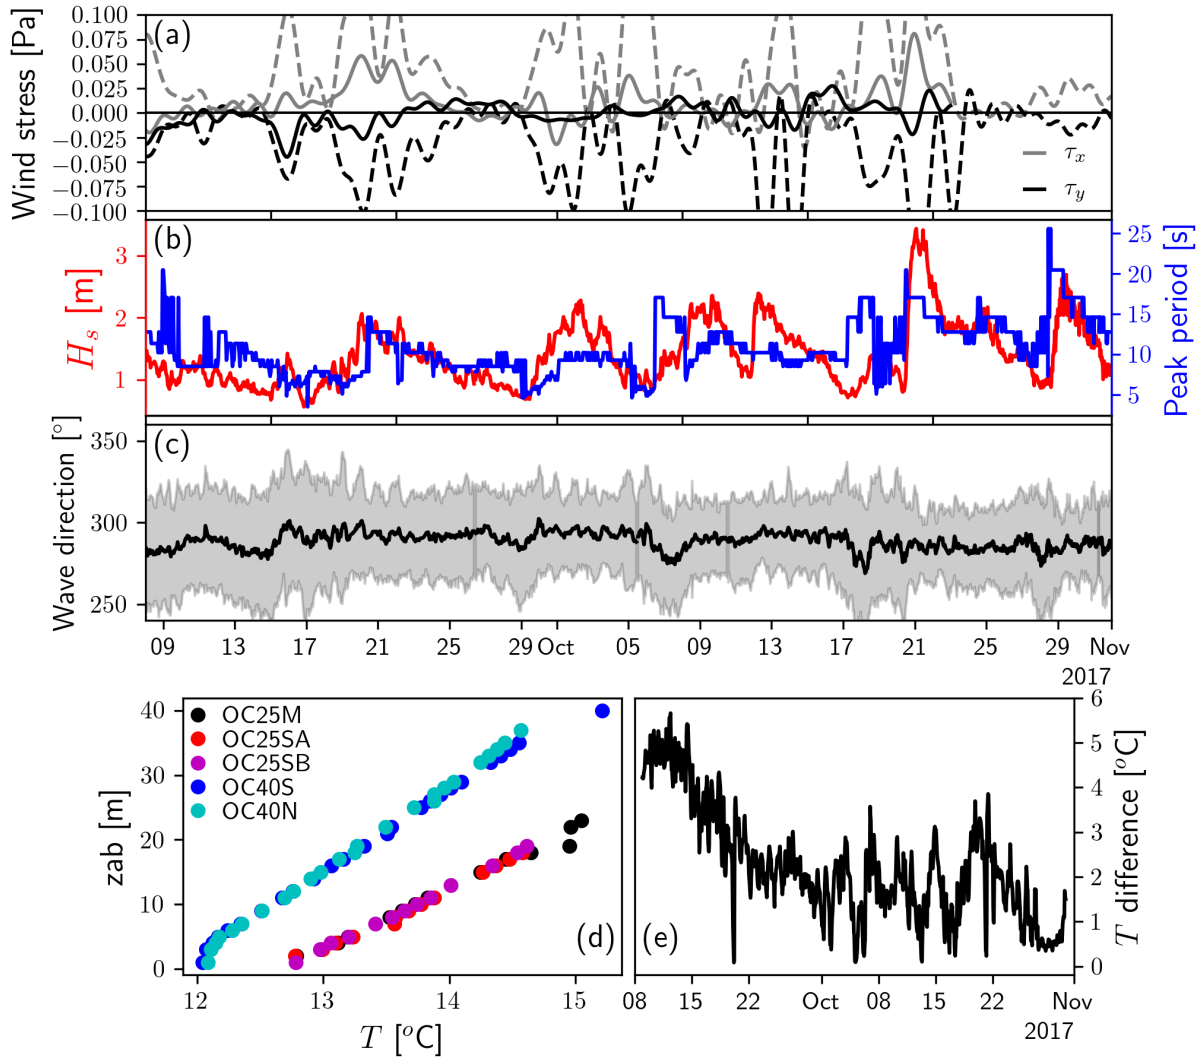 (a)
Wind stress [Pa]
0.100
0.075
0.050
0.025
0.000
−0.025
−0.050
−0.075
−0.100
τx
τy
(b)
Hs [m]
3
2
1
Peak period [s]
25
20
15
10
5
(c)
Wave direction [°]
350
300
250
09 13 17 21 25 29 Oct 05 09 13 17 21 25 29 Nov
2017
OC25M
OC25SA
OC25SB
OC40S
OC40N
(d)
zab [m]
40
30
20
10
0
12 13 14 15
T [°C]
(e)
T difference [°C]
6
5
4
3
2
1
0
08 15 22 Oct 08 15 22 Nov
2017